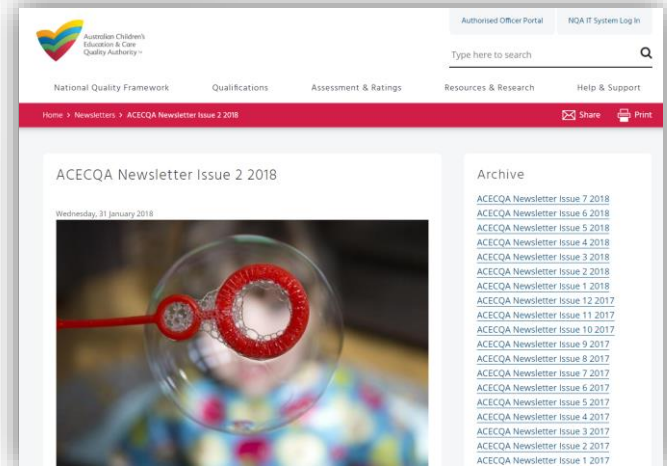 Australian Children's
Education & Care
Quality Authority™
Authorised Officer Portal
NQA IT System Log In
Type here to search
National Quality Framework
Qualifications
Assessment & Ratings
Resources & Research
Help & Support
Home > Newsletters > ACECQA Newsletter Issue 2 2018
Share
Print
ACECQA Newsletter Issue 2 2018
Wednesday, 31 January 2018
Archive
ACECQA Newsletter Issue 7 2018
ACECQA Newsletter Issue 6 2018
ACECQA Newsletter Issue 5 2018
ACECQA Newsletter Issue 4 2018
ACECQA Newsletter Issue 3 2018
ACECQA Newsletter Issue 2 2018
ACECQA Newsletter Issue 1 2018
ACECQA Newsletter Issue 12 2017
ACECQA Newsletter Issue 11 2017
ACECQA Newsletter Issue 10 2017
ACECQA Newsletter Issue 9 2017
ACECQA Newsletter Issue 8 2017
ACECQA Newsletter Issue 7 2017
ACECQA Newsletter Issue 6 2017
ACECQA Newsletter Issue 5 2017
ACECQA Newsletter Issue 4 2017
ACECQA Newsletter Issue 3 2017
ACECQA Newsletter Issue 2 2017
ACECQA Newsletter Issue 1 2017